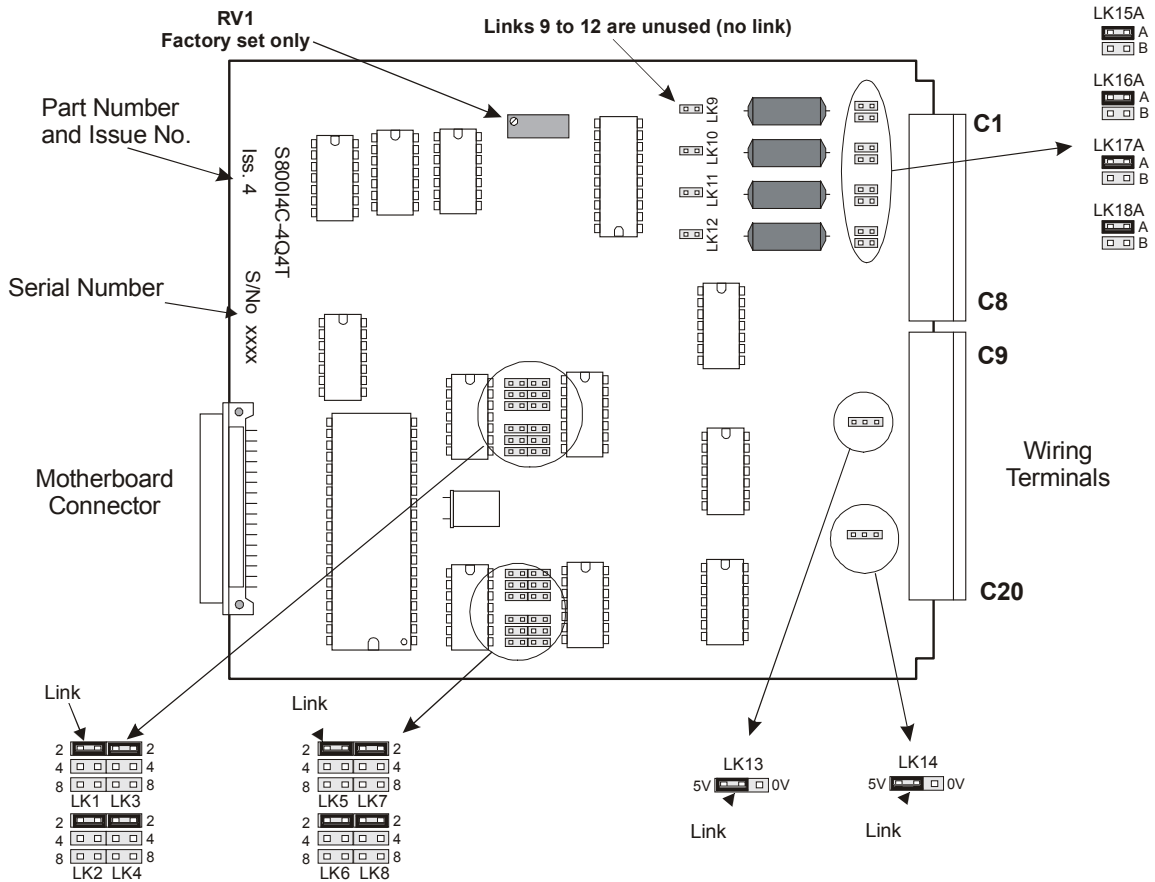 RV1
Factory set only
Links 9 to 12 are unused (no link)
LK15A
A
B
LK16A
A
B
LK17A
A
B
LK18A
A
B
Part Number
and Issue No.
S800I4C-4Q4T
Iss. 4
S/No xxxx
Serial Number
LK9
LK10
LK11
LK12
C1
C8
C9
C20
Motherboard
Connector
Wiring
Terminals
Link
2 2
4 4
8 8
LK1 LK3
2 2
4 4
8 8
LK2 LK4
Link
2 2
4 4
8 8
LK5 LK7
2 2
4 4
8 8
LK6 LK8
LK13
5V 0V
Link
LK14
5V 0V
Link